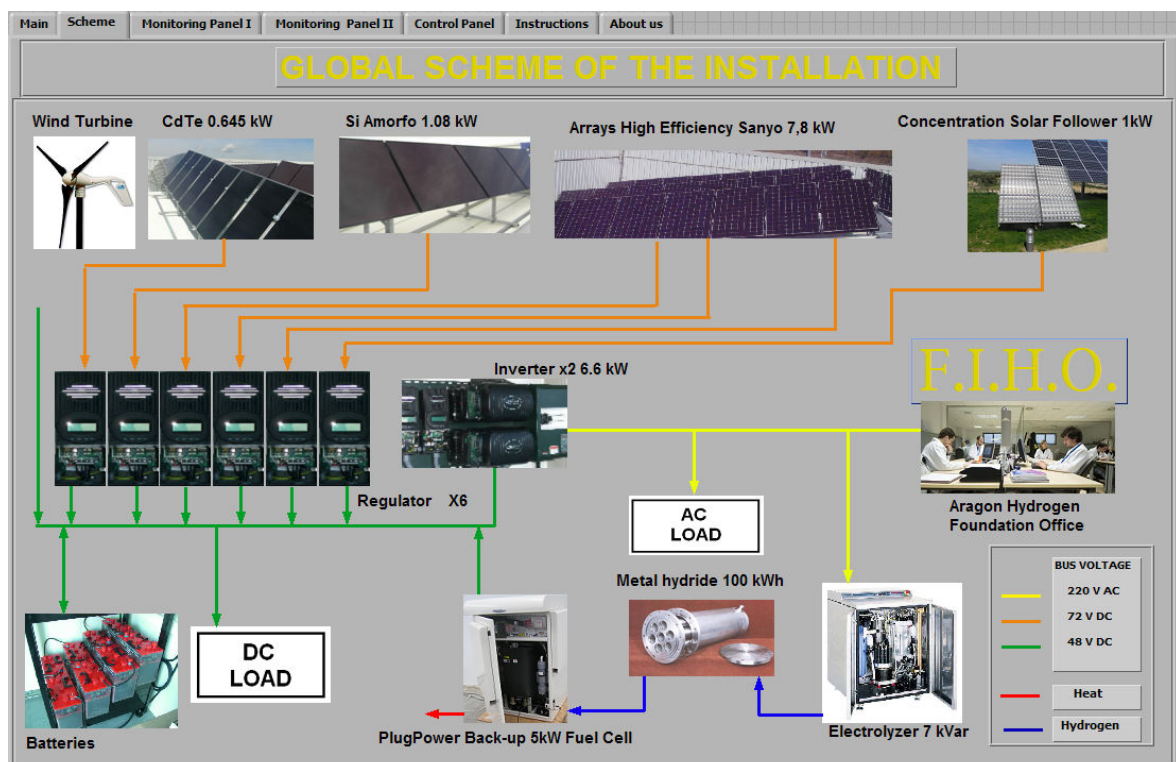 Main
Scheme
Monitoring Panel I
Monitoring Panel II
Control Panel
Instructions
About us
GLOBAL SCHEME OF THE INSTALLATION
Wind Turbine
CdTe 0.645 kW
Si Amorfo 1.08 kW
Arrays High Efficiency Sanyo 7,8 kW
Concentration Solar Follower 1kW
Inverter x2 6.6 kW
F.I.H.O.
Regulator X6
AC
LOAD
Aragon Hydrogen
Foundation Office
BUS VOLTAGE
220 V AC
72 V DC
48 V DC
Heat
Hydrogen
Metal hydride 100 kWh
DC
LOAD
Batteries
PlugPower Back-up 5kW Fuel Cell
Electrolyzer 7 kVar